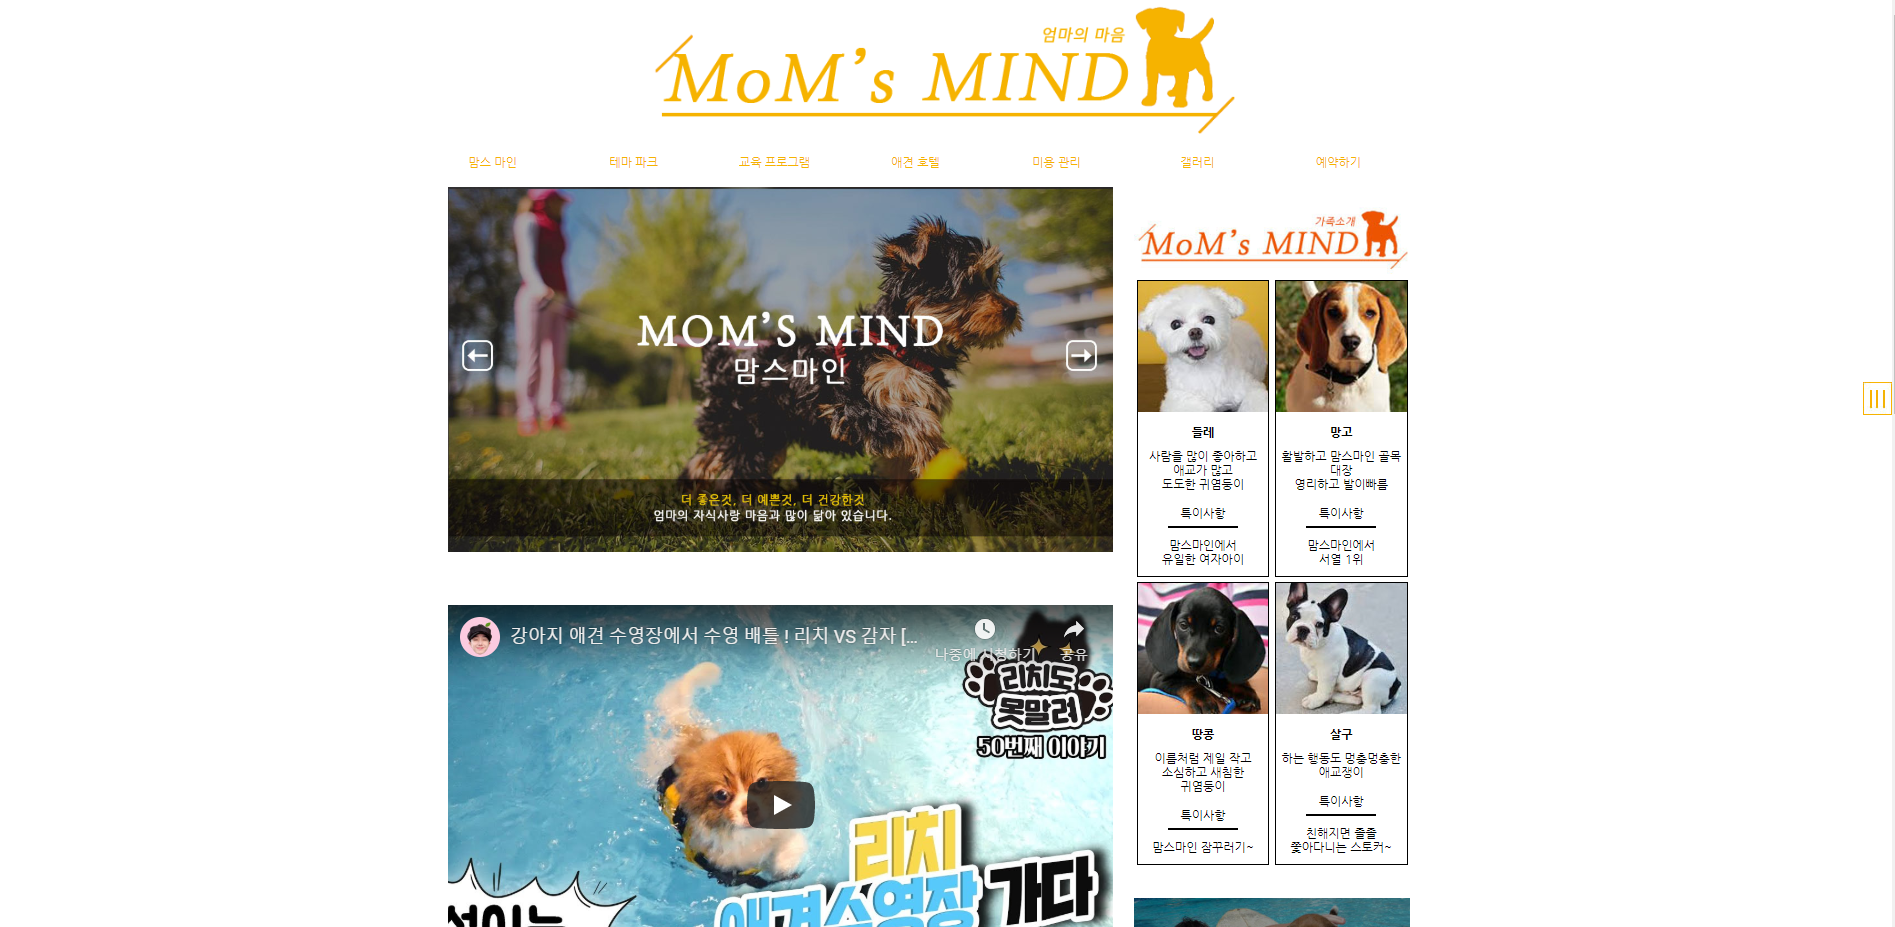 엄마의 마음
MoM's MIND
맘스 마인
테마 파크
교육 프로그램
애견 호텔
미용 관리
갤러리
예약하기
MOM'S MIND
맘스마인
더 좋은것, 더 예쁜것, 더 건강한것
엄마의 자식사랑 마음과 많이 닮아 있습니다.
가족소개
MoM's MIND
들레
사람을 많이 좋아하고
애교가 많고
도도한 귀염둥이
특이사항
맘스마인에서
유일한 여자아이
망고
활발하고 맘스마인 골목
대장
영리하고 발이빠름
특이사항
맘스마인에서
서열 1위
땅콩
이름처럼 제일 작고
소심하고 새침한
귀염둥이
특이사항
맘스마인 잠꾸러기~
살구
하는 행동도 멍충멍충한
애교쟁이
특이사항
친해지면 졸졸
쫓아다니는 스토커~
강아지 애견 수영장에서 수영 배틀 ! 리치 VS 감자 [...
나중에 시청하기
공유
리치도
못말려
50번째 이야기
리치
애견수영장 가다